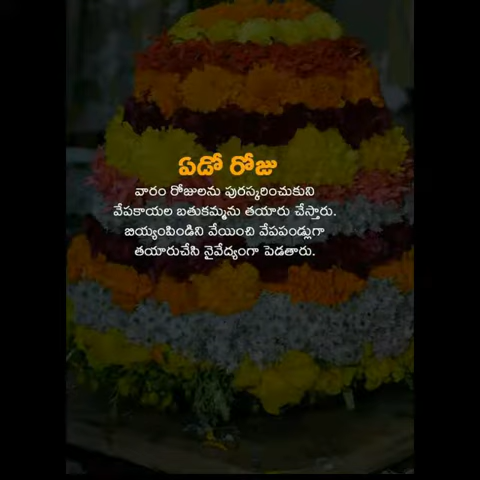 ఏడో రోజు
వారం రోజులను పురస్కరించుకుని
వేపకాయల బతుకమ్మను తయారు చేస్తారు.
బియ్యంపిండిని వేయించి వేపపండ్లుగా
తయారుచేసి నైవేద్యంగా పెడతారు.